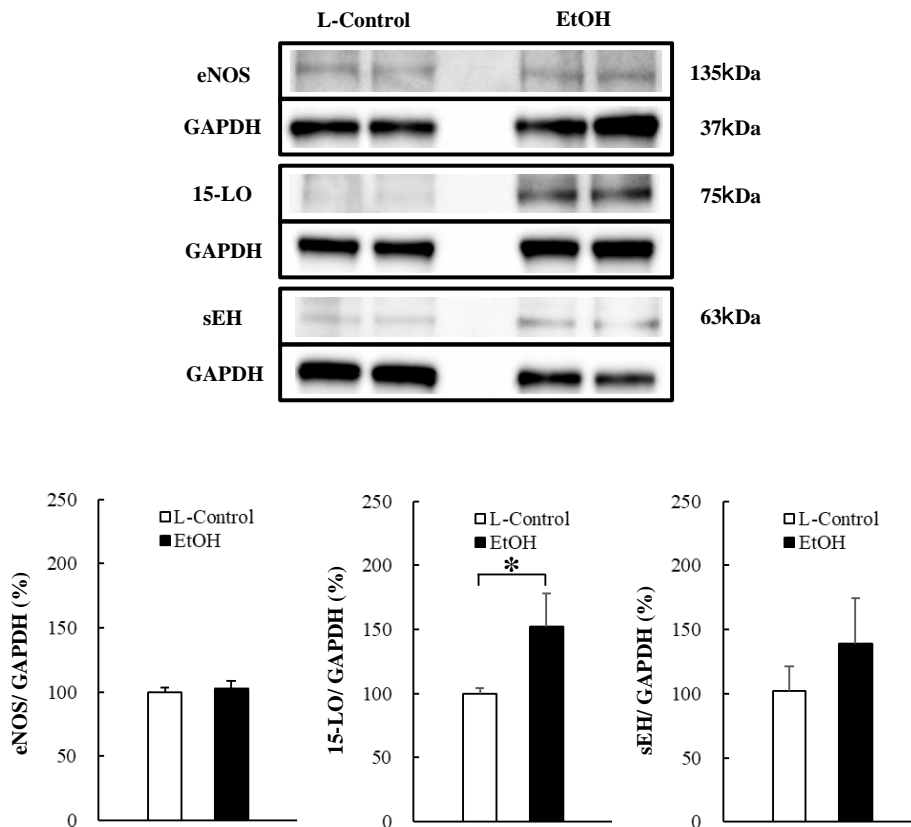 L-Control EtOH
eNOS 135kDa
GAPDH 37kDa
15-LO 75kDa
GAPDH
sEH 63kDa
GAPDH
eNOS/ GAPDH (%)
250
200
150
100
50
0
L-Control
EtOH
15-LO/ GAPDH (%)
250
200
150
100
50
0
L-Control
EtOH
*
sEH/ GAPDH (%)
250
200
150
100
50
0
L-Control
EtOH